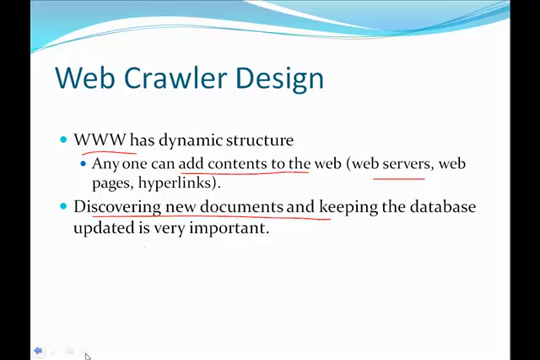 Web Crawler Design
WWW has dynamic structure
Any one can add contents to the web (web servers, web
pages, hyperlinks).
Discovering new documents and keeping the database
updated is very important.